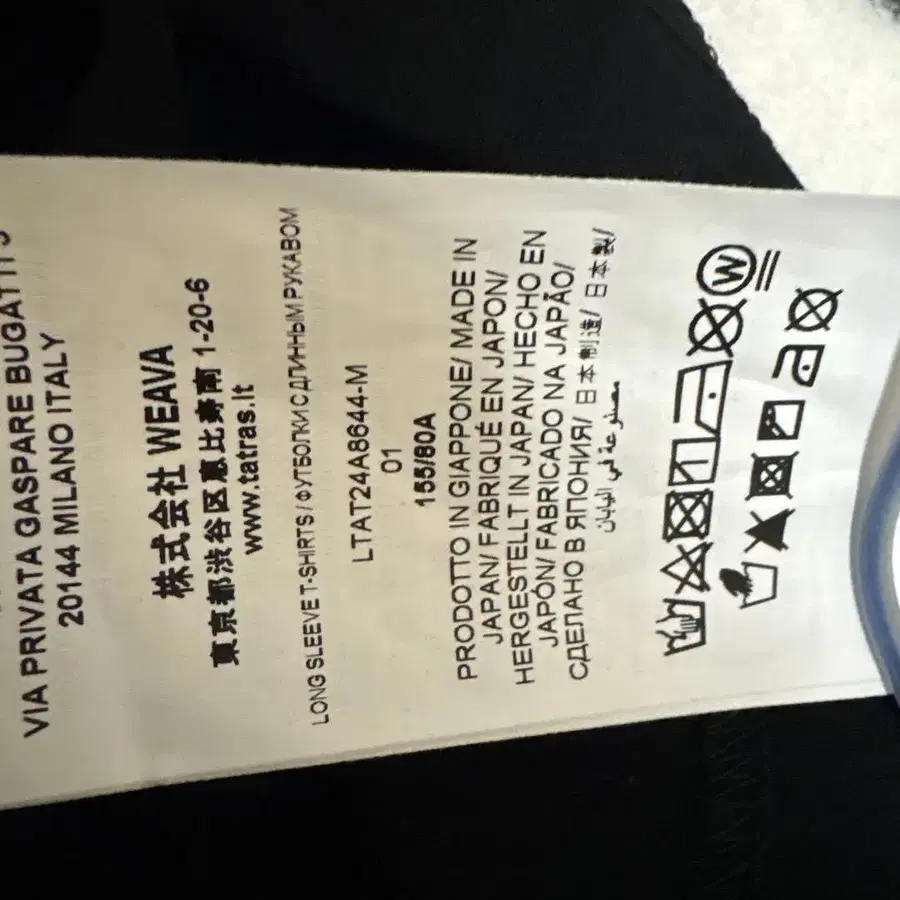 VIA PRIVATA GASPARE BUGATTI
20144 MILANO ITALY
株式会社 WEAVA
東京都渋谷区恵比寿南 1-20-6
www.tatras.It
LONG SLEEVE T-SHIRTS / ФУТБОЛКИ С ДЛИННЫМ РУКАВОМ
LTAT24A8644-M
01
155/80A
PRODOTTO IN GIAPPONE/ MADE IN
JAPAN/ FABRIQUÉ EN JAPON/
HERGESTELLT IN JAPAN/ HECHO EN
JAPÓN/ FABRICADO NA JAPÃO/
СДЕЛАНО В ЯПОНИЯ/ 日本制造/ 日本製/
مصنوعة في اليابان
W